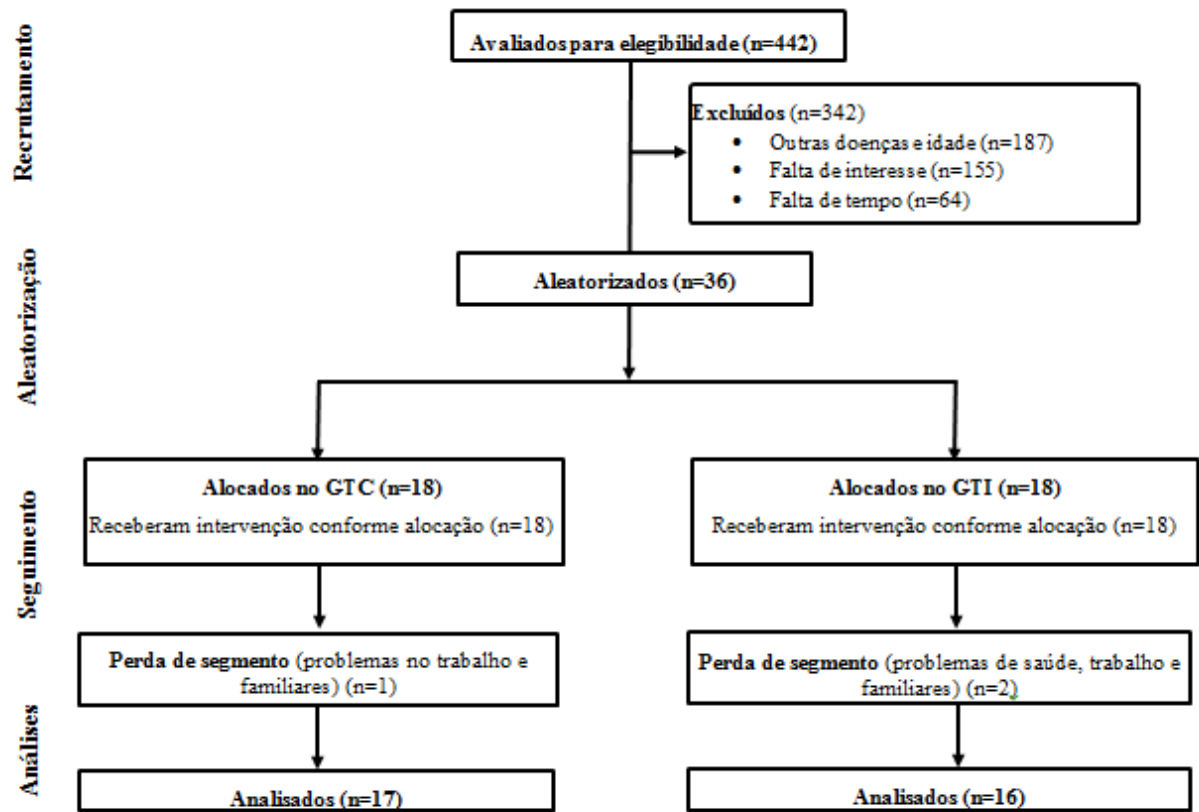 Recrutamento
Avaliados para elegibilidade (n=442)
Excluídos (n=342)
• Outras doenças e idade (n=187)
• Falta de interesse (n=155)
• Falta de tempo (n=64)
Aleatorização
Aleatorizados (n=36)
Seguimento
Alocados no GTC (n=18)
Receberam intervenção conforme alocação (n=18)
Alocados no GTI (n=18)
Receberam intervenção conforme alocação (n=18)
Perda de segmento (problemas no trabalho e
familiares) (n=1)
Perda de segmento (problemas de saúde, trabalho e
familiares) (n=2)
Análises
Analisados (n=17)
Analisados (n=16)